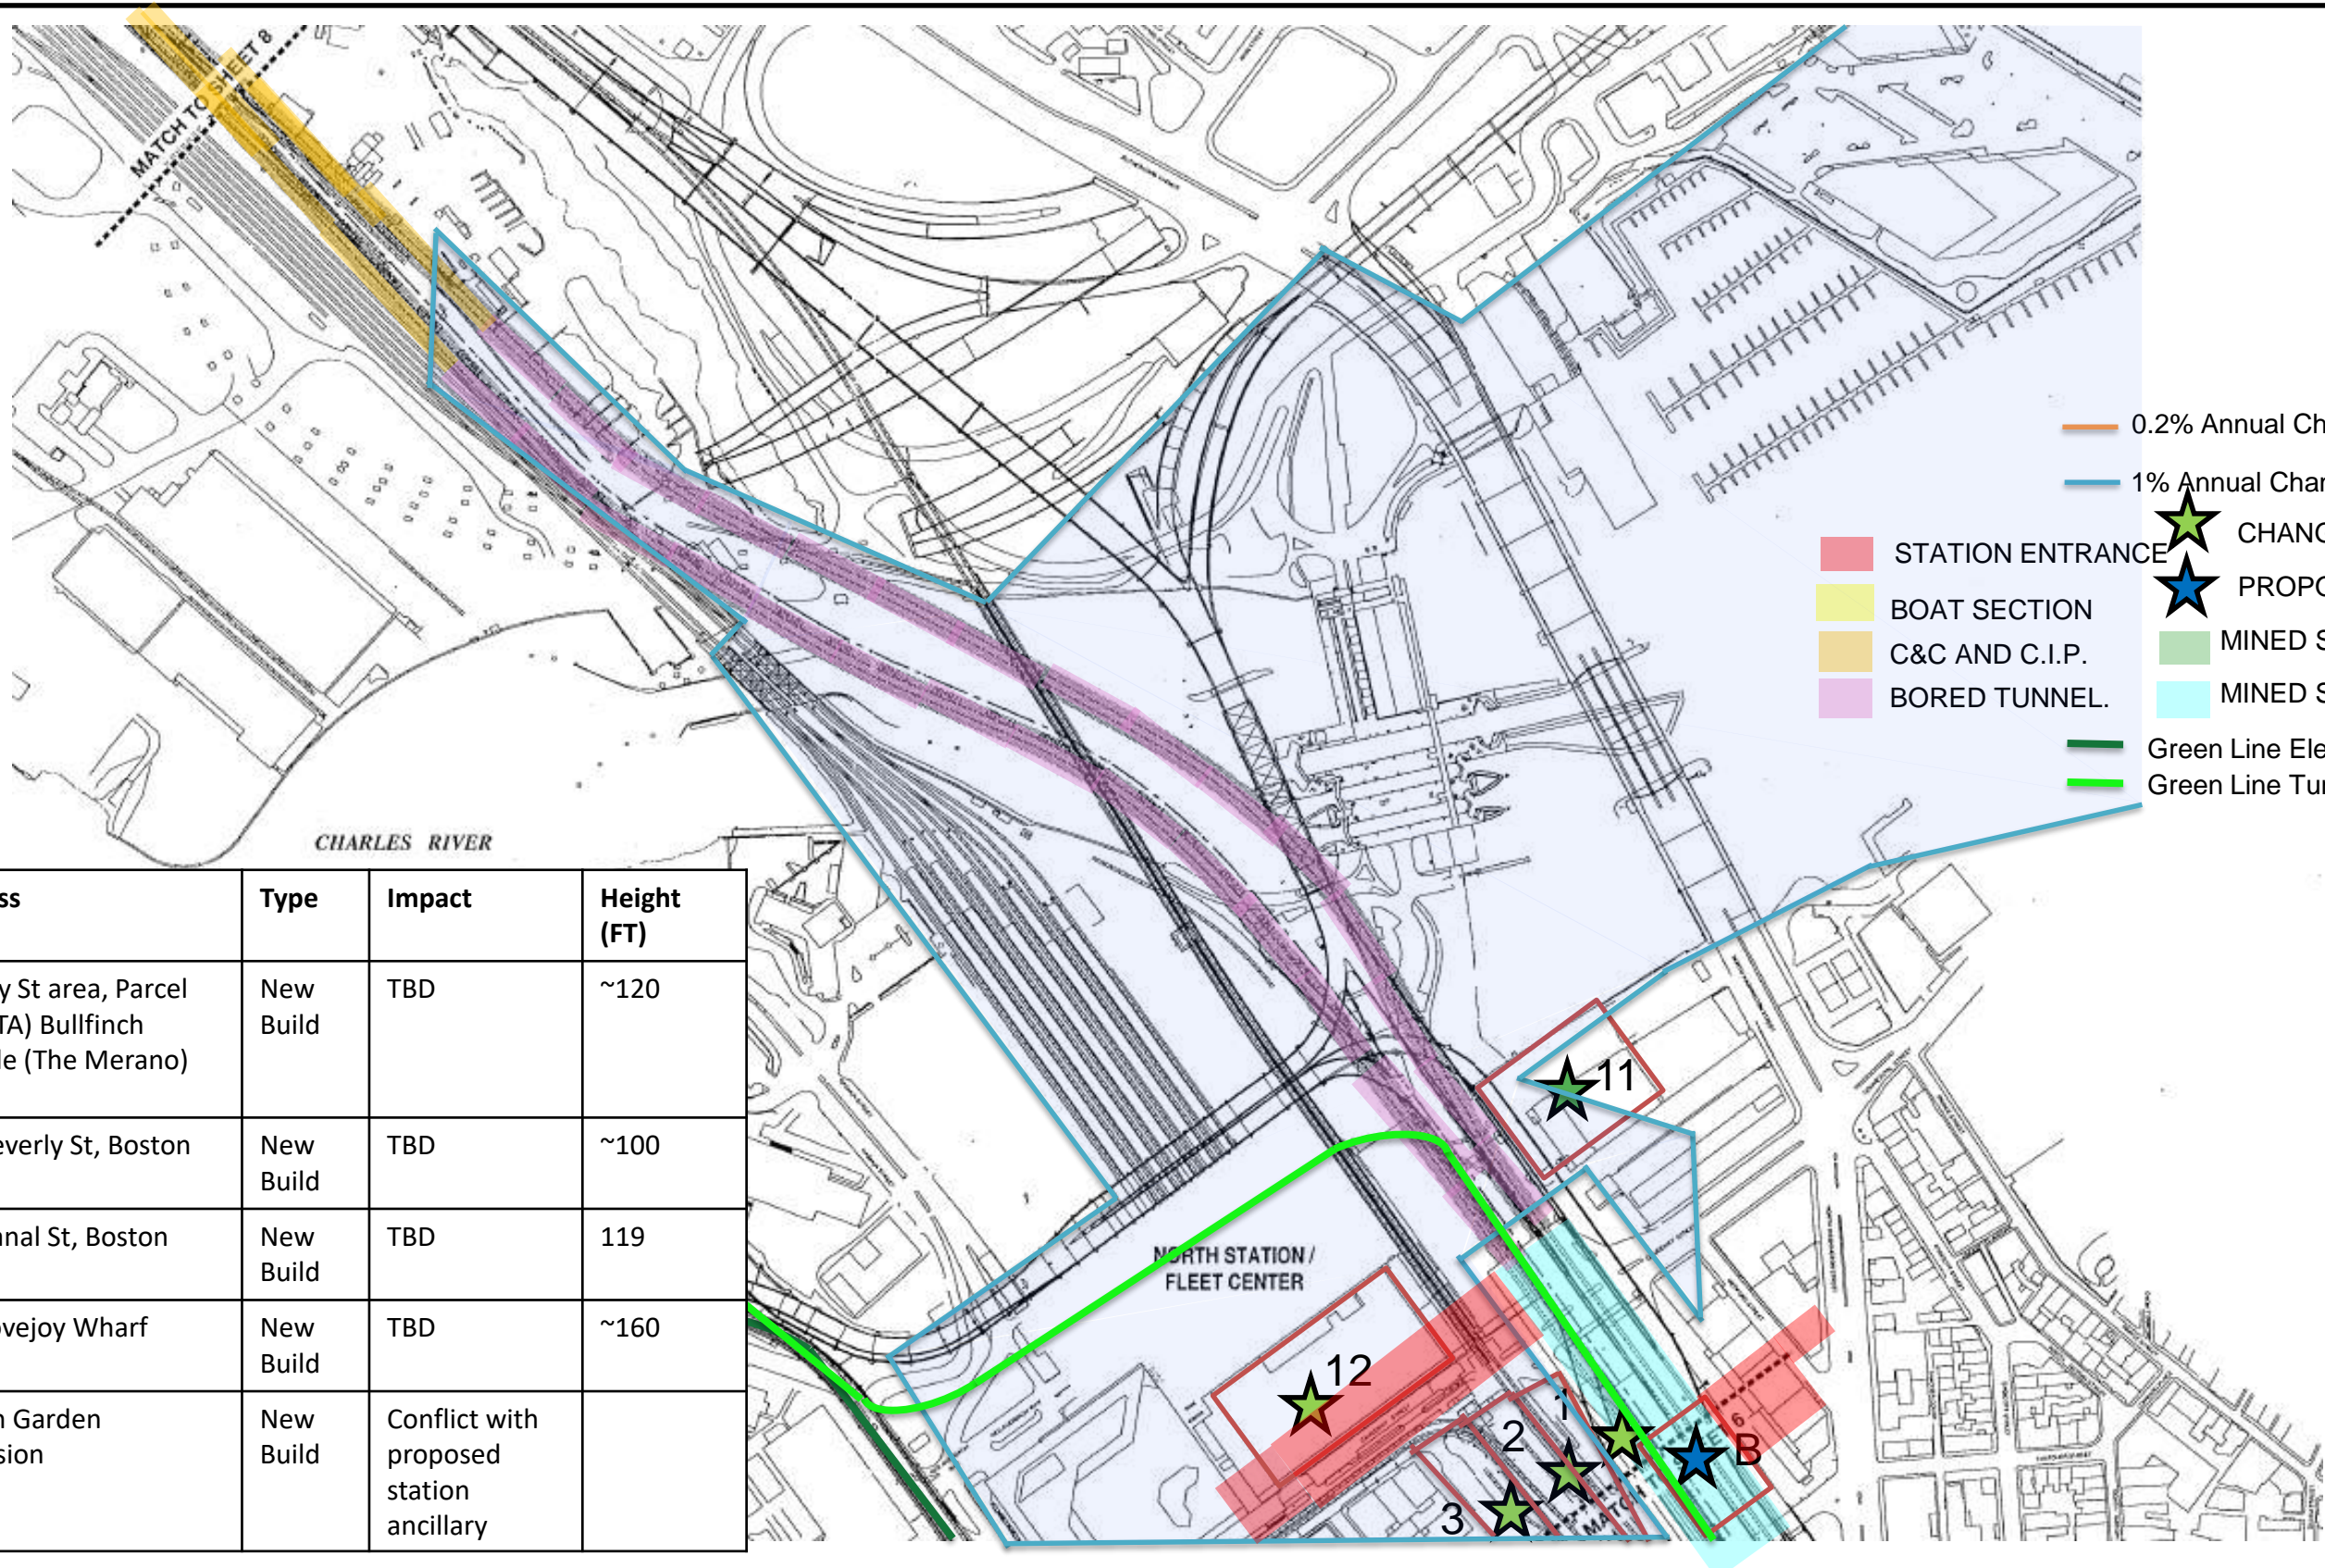 MATCH TO SHEET 8
CHARLES RIVER
0.2% Annual Ch
1% Annual Char
CHANG
PROPO
STATION ENTRANCE
BOAT SECTION
C&C AND C.I.P.
BORED TUNNEL.
MINED S
MINED S
Green Line Ele
Green Line Tur
ss
Type
Impact
Height
(FT)
y St area, Parcel
TA) Bullfinch
le (The Merano)
New
Build
TBD
~120
everly St, Boston
New
Build
TBD
~100
anal St, Boston
New
Build
TBD
119
ovejoy Wharf
New
Build
TBD
~160
n Garden
sion
New
Build
Conflict with
proposed
station
ancillary
NORTH STATION /
FLEET CENTER
11
12
1
2
3
B
6
MATCH